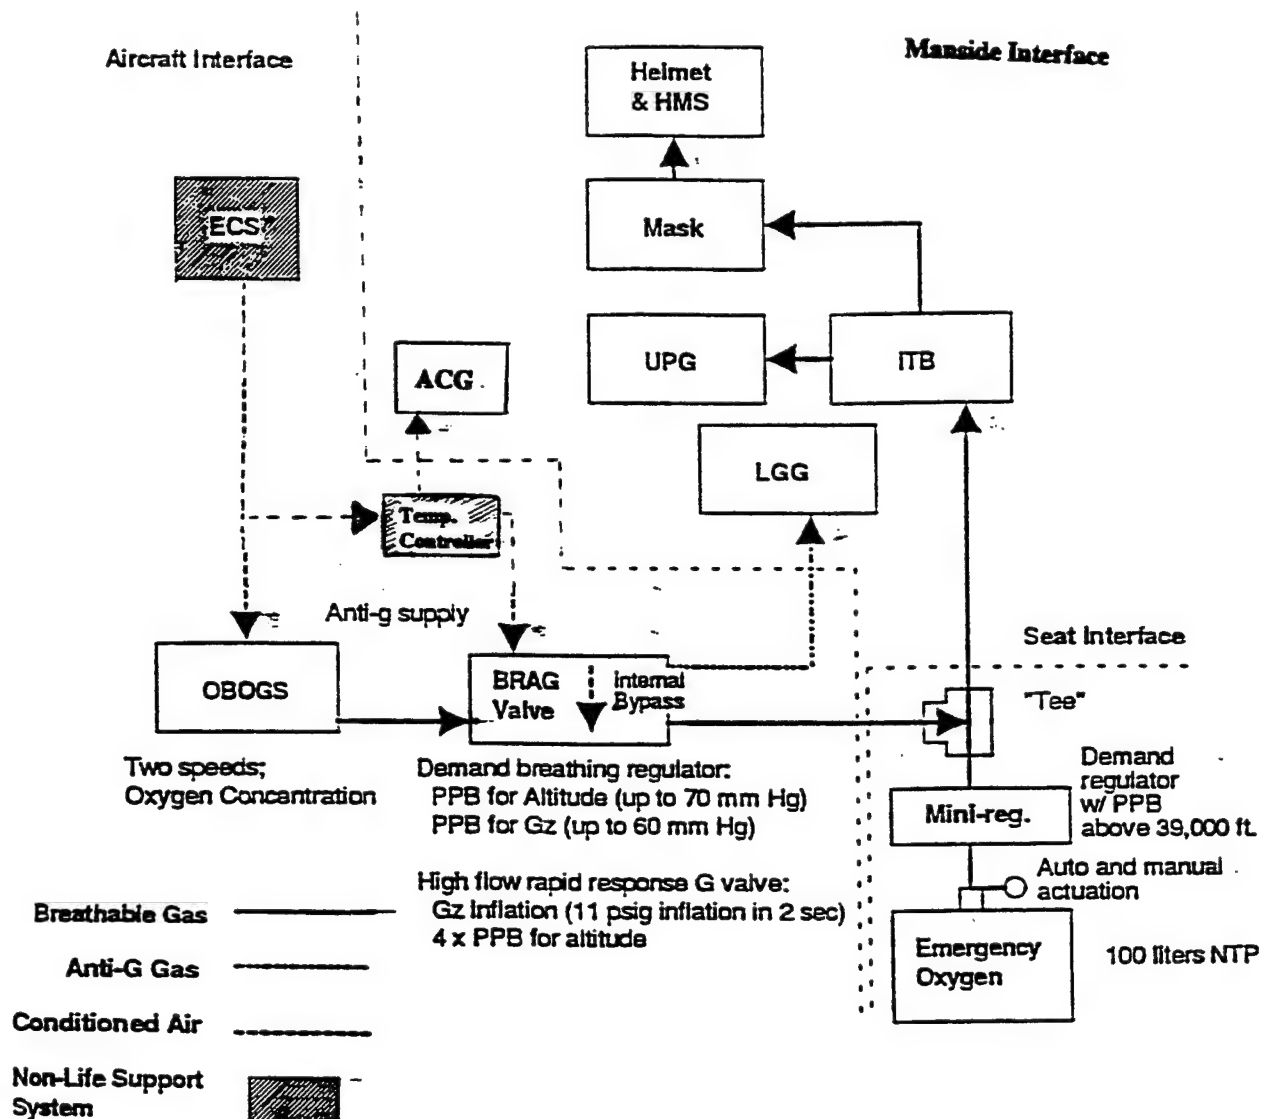 Aircraft Interface
Manside Interface
Helmet
& HMS
ECS
Mask
UPG
ITB
ACG
LGG
Temp.
Controller
Anti-g supply
Seat Interface
OBOGS
BRAG
Valve
Internal
Bypass
"Tee"
Two speeds;
Oxygen Concentration
Demand breathing regulator:
PPB for Altitude (up to 70 mm Hg)
PPB for Gz (up to 60 mm Hg)
Demand
regulator
w/ PPB
above 39,000 ft.
Mini-reg.
High flow rapid response G valve:
Gz Inflation (11 psig inflation in 2 sec)
4 x PPB for altitude
Auto and manual
actuation
Emergency
Oxygen
100 liters NTP
Breathable Gas
Anti-G Gas
Conditioned Air
Non-Life Support
System